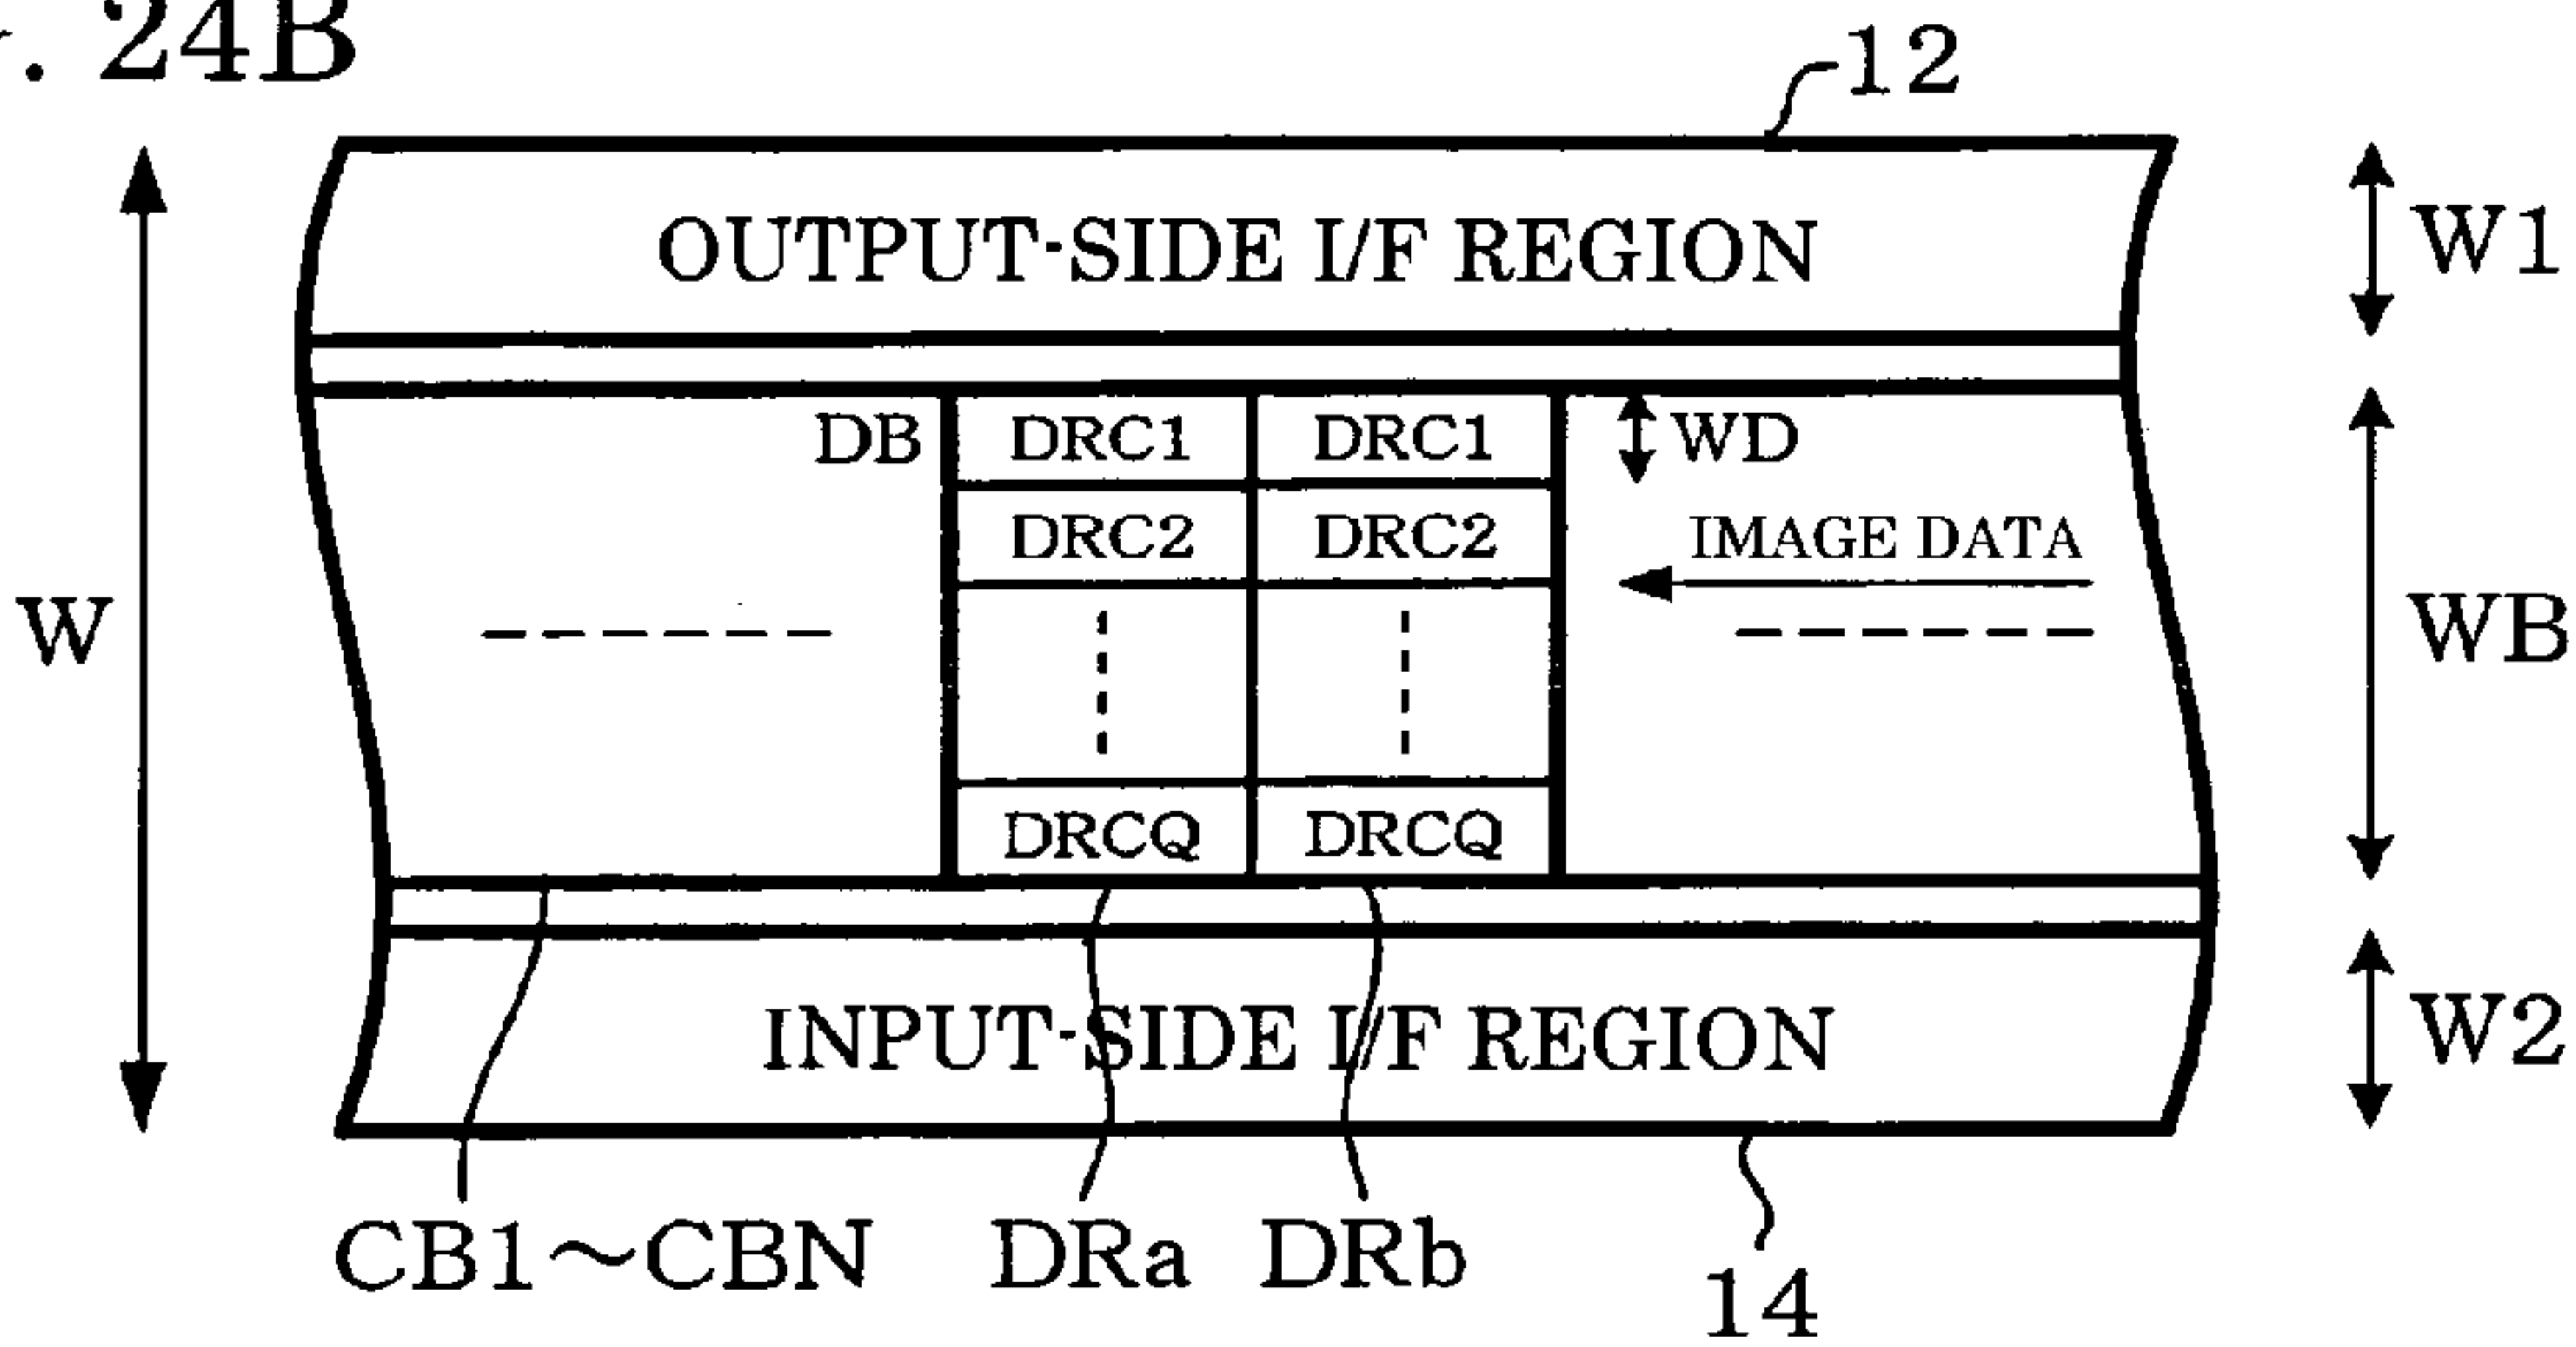 . 24B
12
OUTPUT-SIDE I/F REGION
W1
DB
DRC1
DRC1
WD
DRC2
DRC2
IMAGE DATA
W
WB
DRCQ
DRCQ
INPUT-SIDE I/F REGION
W2
CB1～CBN
DRa
DRb
14